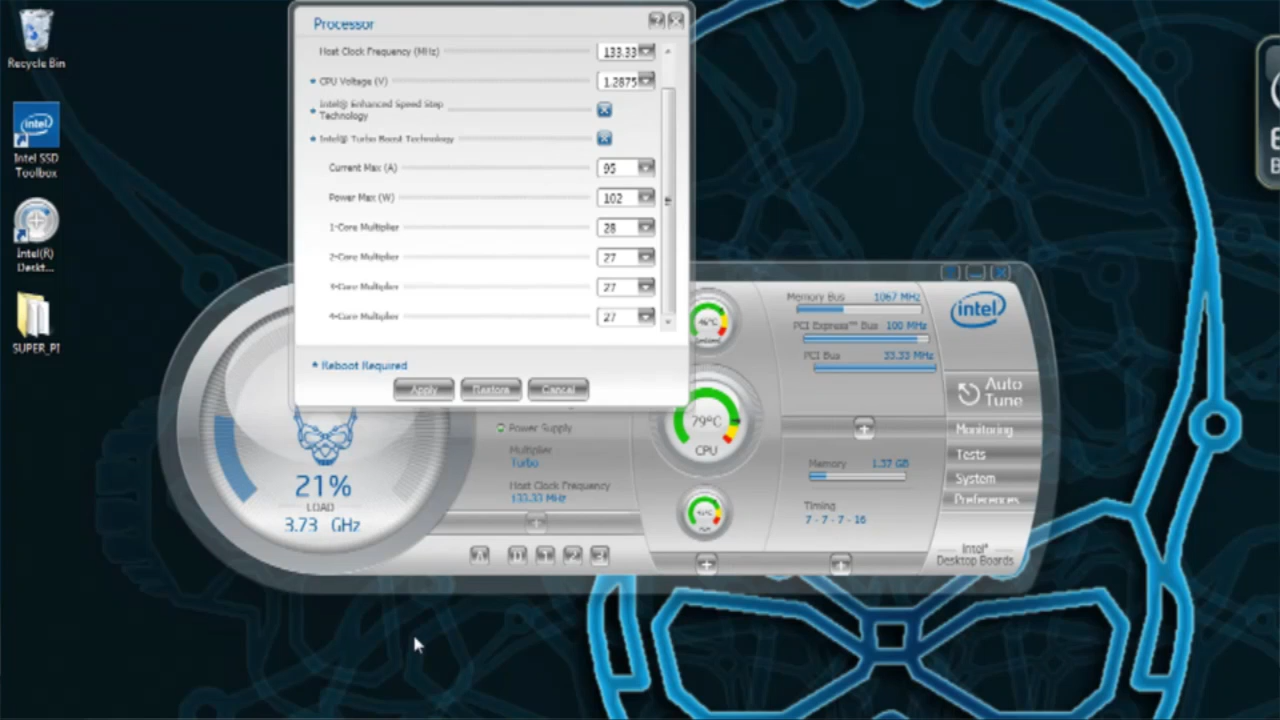 Recycle Bin
intel
Intel SSD
Toolbox
Intel(R)
Deskt...
SUPER_PI
Processor
Host Clock Frequency (MHz)
133.33
* CPU Voltage (V)
1.2875
* Intel® Enhanced Speed Step
Technology
* Intel® Turbo Boost Technology
Current Max (A)
95
Power Max (W)
102
1-Core Multiplier
28
2-Core Multiplier
27
3-Core Multiplier
27
4-Core Multiplier
27
* Reboot Required
Apply
Restore
Cancel
21%
LOAD
3.73 GHz
Power Supply
Multiplier
Turbo
Host Clock Frequency
133.33 MHz
A 0 1 2 3
79°C
CPU
Memory Bus 1067 MHz
PCI Express™ Bus 100 MHz
PCI Bus 33.33 MHz
Memory 1.37 GB
Timing
7 - 7 - 7 - 16
intel
Auto
Tune
Monitoring
Tests
System
Preferences
Intel®
Desktop Boards